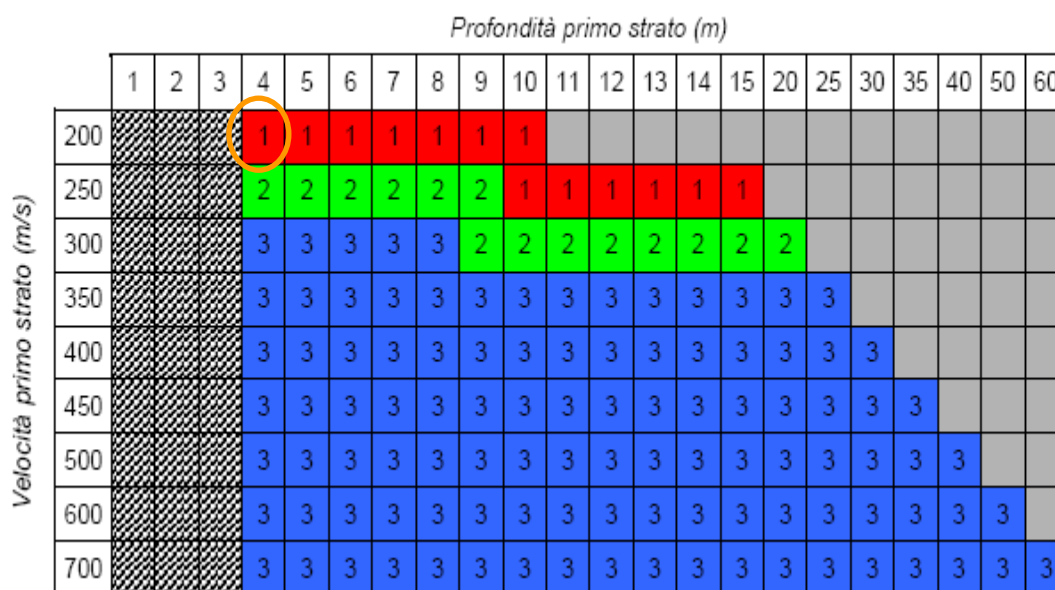 Profondità primo strato (m)
1 2 3 4 5 6 7 8 9 10 11 12 13 14 15 20 25 30 35 40 50 60
Velocità primo strato (m/s)
200 1 1 1 1 1 1 1
250 2 2 2 2 2 2 1 1 1 1 1 1
300 3 3 3 3 3 2 2 2 2 2 2 2 2
350 3 3 3 3 3 3 3 3 3 3 3 3 3 3
400 3 3 3 3 3 3 3 3 3 3 3 3 3 3 3
450 3 3 3 3 3 3 3 3 3 3 3 3 3 3 3 3
500 3 3 3 3 3 3 3 3 3 3 3 3 3 3 3 3 3
600 3 3 3 3 3 3 3 3 3 3 3 3 3 3 3 3 3 3
700 3 3 3 3 3 3 3 3 3 3 3 3 3 3 3 3 3 3 3